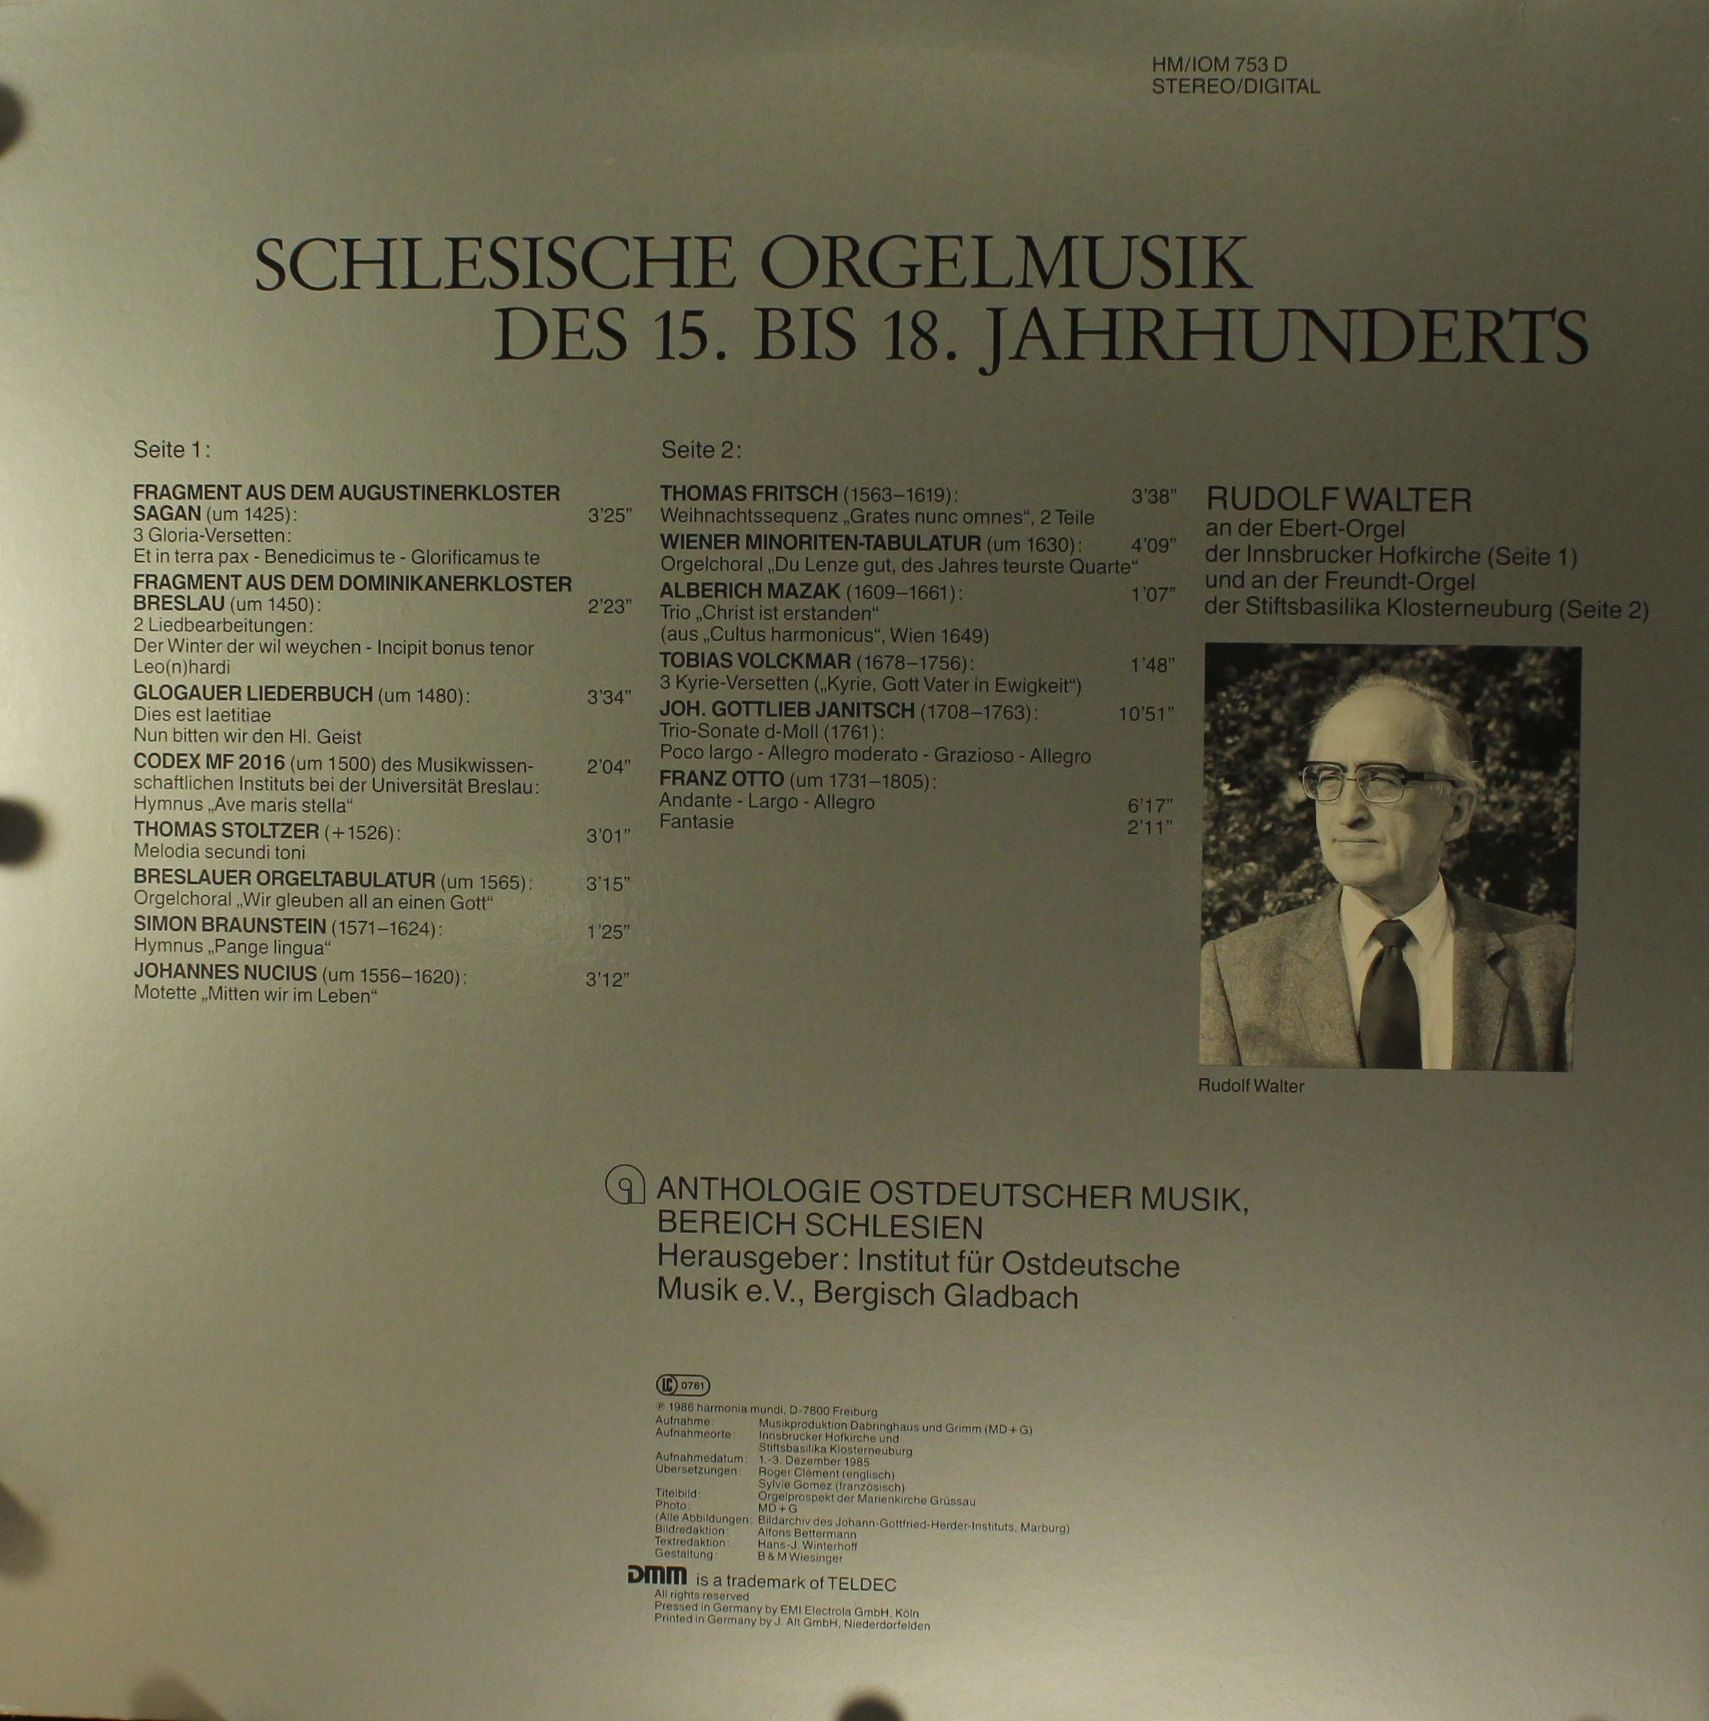 HM/IOM 753 D
STEREO/DIGITAL
SCHLESISCHE ORGELMUSIK
DES 15. BIS 18. JAHRHUNDERTS
Seite 1:
FRAGMENT AUS DEM AUGUSTINERKLOSTER
SAGAN (um 1425): 3'25"
3 Gloria-Versetten:
Et in terra pax - Benedicimus te - Glorificamus te
FRAGMENT AUS DEM DOMINIKANERKLOSTER
BRESLAU (um 1450): 2'23"
2 Liedbearbeitungen:
Der Winter der wil weychen - Incipit bonus tenor
Leo(n)hardi
GLOGAUER LIEDERBUCH (um 1480): 3'34"
Dies est laetitiae
Nun bitten wir den Hl. Geist
CODEX MF 2016 (um 1500) des Musikwissen- 2'04"
schaftlichen Instituts bei der Universität Breslau:
Hymnus „Ave maris stella“
THOMAS STOLTZER (+1526): 3'01"
Melodia secundi toni
BRESLAUER ORGELTABULATUR (um 1565): 3'15"
Orgelchoral „Wir gleuben all an einen Gott“
SIMON BRAUNSTEIN (1571–1624): 1'25"
Hymnus „Pange lingua“
JOHANNES NUCIUS (um 1556–1620): 3'12"
Motette „Mitten wir im Leben“
Seite 2:
THOMAS FRITSCH (1563–1619): 3'38"
Weihnachtssequenz „Grates nunc omnes“, 2 Teile
WIENER MINORITEN-TABULATUR (um 1630): 4'09"
Orgelchoral „Du Lenze gut, des Jahres teurste Quarte“
ALBERICH MAZAK (1609–1661): 1'07"
Trio „Christ ist erstanden“
(aus „Cultus harmonicus“, Wien 1649)
TOBIAS VOLCKMAR (1678–1756): 1'48"
3 Kyrie-Versetten („Kyrie, Gott Vater in Ewigkeit“)
JOH. GOTTLIEB JANITSCH (1708–1763): 10'51"
Trio-Sonate d-Moll (1761):
Poco largo - Allegro moderato - Grazioso - Allegro
FRANZ OTTO (um 1731–1805):
Andante - Largo - Allegro 6'17"
Fantasie 2'11"
RUDOLF WALTER
an der Ebert-Orgel
der Innsbrucker Hofkirche (Seite 1)
und an der Freundt-Orgel
der Stiftsbasilika Klosterneuburg (Seite 2)
Rudolf Walter
ANTHOLOGIE OSTDEUTSCHER MUSIK,
BEREICH SCHLESIEN
Herausgeber: Institut für Ostdeutsche
Musik e.V., Bergisch Gladbach
LC 0761
℗ 1986 harmonia mundi, D-7800 Freiburg
Aufnahme: Musikproduktion Dabringhaus und Grimm (MD+G)
Aufnahmeorte: Innsbrucker Hofkirche und
Stiftsbasilika Klosterneuburg
Aufnahmedatum: 1.-3. Dezember 1985
Übersetzungen: Roger Clément (englisch)
Sylvie Gomez (französisch)
Titelbild: Orgelprospekt der Marienkirche Grüssau
Photo: MD+G
(Alle Abbildungen: Bildarchiv des Johann-Gottfried-Herder-Instituts, Marburg)
Bildredaktion: Alfons Bettermann
Textredaktion: Hans-J. Winterhoff
Gestaltung: B & M Wiesinger
DMM is a trademark of TELDEC
All rights reserved
Pressed in Germany by EMI Electrola GmbH, Köln
Printed in Germany by J. Alt GmbH, Niederdorfelden